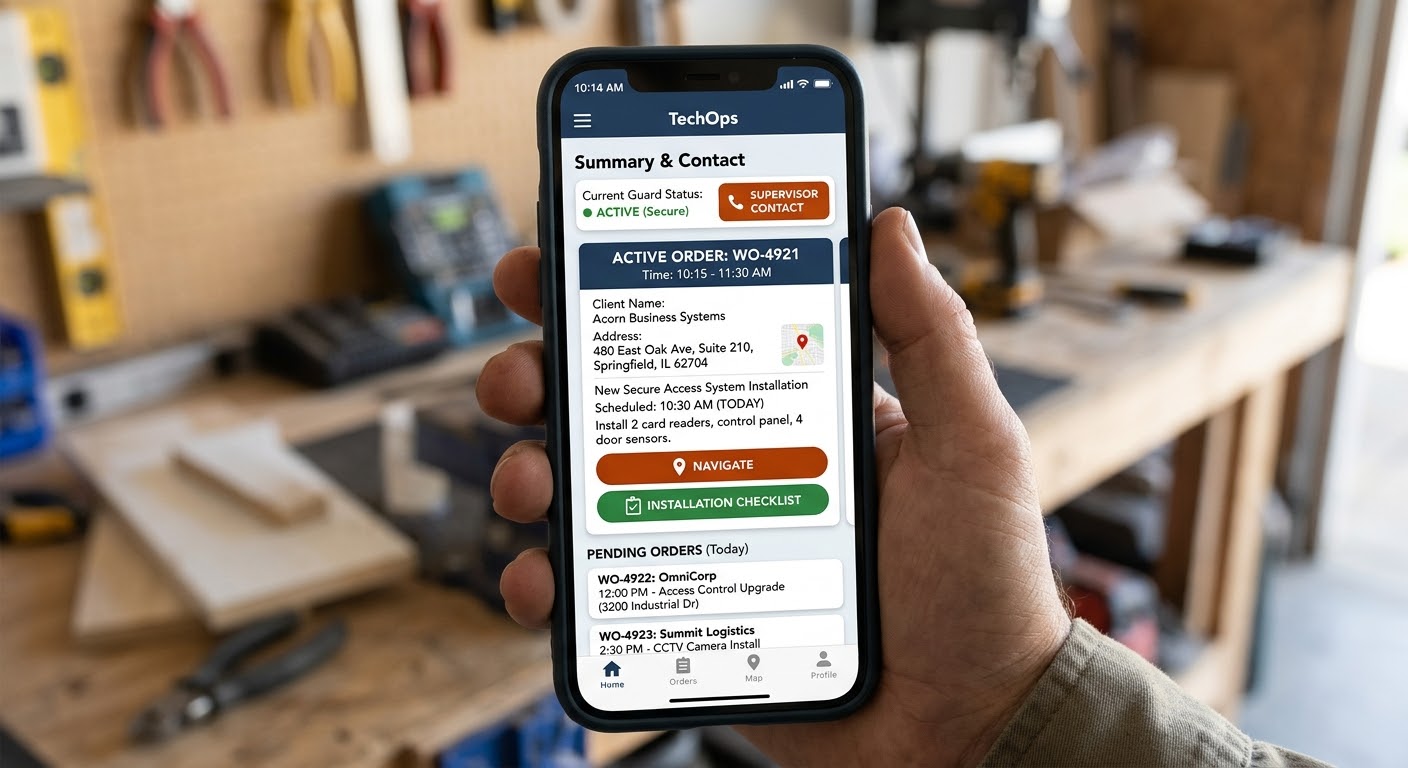 10:14 AM
TechOps
Summary & Contact
Current Guard Status:
ACTIVE (Secure)
SUPERVISOR
CONTACT
ACTIVE ORDER: WO-4921
Time: 10:15 - 11:30 AM
Client Name:
Acorn Business Systems
Address:
480 East Oak Ave, Suite 210,
Springfield, IL 62704
New Secure Access System Installation
Scheduled: 10:30 AM (TODAY)
Install 2 card readers, control panel, 4
door sensors.
NAVIGATE
INSTALLATION CHECKLIST
PENDING ORDERS (Today)
WO-4922: OmniCorp
12:00 PM - Access Control Upgrade
(3200 Industrial Dr)
WO-4923: Summit Logistics
2:30 PM - CCTV Camera Install
Home
Orders
Map
Profile